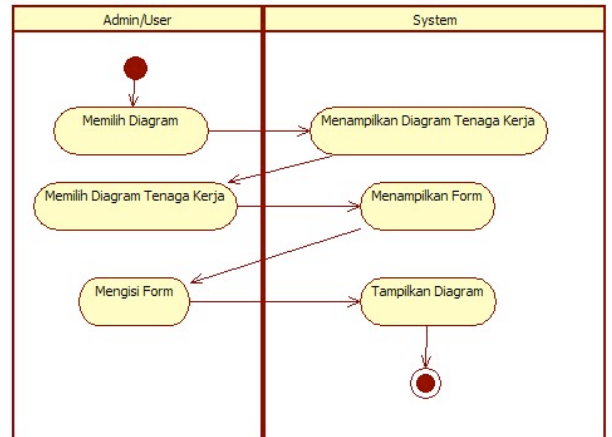 Admin/User
System
Memilih Diagram
Menampilkan Diagram Tenaga Kerja
Memilih Diagram Tenaga Kerja
Menampilkan Form
Mengisi Form
Tampilkan Diagram